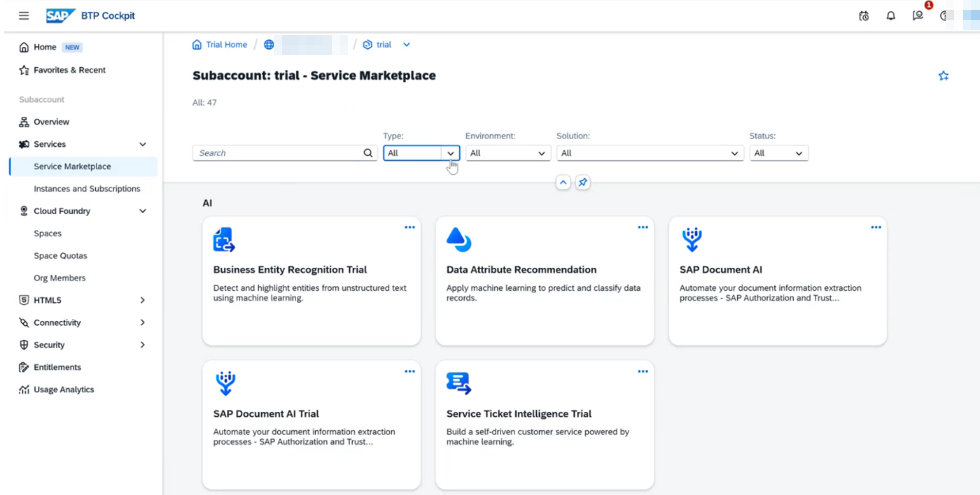 SAP BTP Cockpit
1
Home NEW
Favorites & Recent
Subaccount
Overview
Services
Service Marketplace
Instances and Subscriptions
Cloud Foundry
Spaces
Space Quotas
Org Members
HTML5
Connectivity
Security
Entitlements
Usage Analytics
Trial Home / / trial
Subaccount: trial - Service Marketplace
All: 47
Type: Environment: Solution: Status:
Search All All All All
AI
Business Entity Recognition Trial
Detect and highlight entities from unstructured text
using machine learning.
Data Attribute Recommendation
Apply machine learning to predict and classify data
records.
SAP Document AI
Automate your document information extraction
processes - SAP Authorization and Trust...
SAP Document AI Trial
Automate your document information extraction
processes - SAP Authorization and Trust...
Service Ticket Intelligence Trial
Build a self-driven customer service powered by
machine learning.